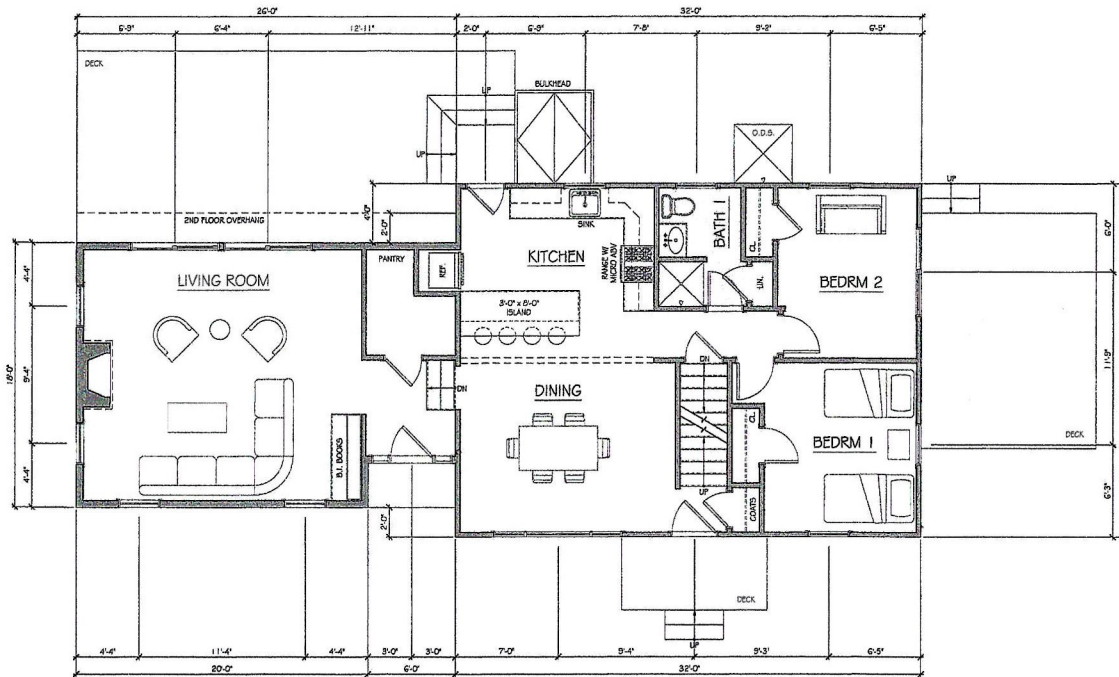 26'-0"
32'-0"
6'-9"
6'-4"
12'-11"
2'-0"
6'-9"
7'-8"
9'-2"
6'-5"
DECK
UP
BULKHEAD
UP
O.D.S.
UP
4'-0"
2'-0"
2ND FLOOR OVERHANG
SINK
BATH 1
CL.
6'-0"
PANTRY
REF.
KITCHEN
RANGE W/
MICRO ABV
LIN.
BEDRM 2
LIVING ROOM
4'-4"
3'-0" x 8'-0"
ISLAND
18'-0"
9'-4"
DN
DN
DINING
11'-9"
CL.
BEDRM 1
DECK
4'-4"
B.I. BOOKS
UP
COATS
6'-3"
2'-0"
DECK
UP
4'-4"
11'-4"
4'-4"
3'-0"
3'-0"
7'-0"
9'-4"
9'-3"
6'-5"
20'-0"
6'-0"
32'-0"